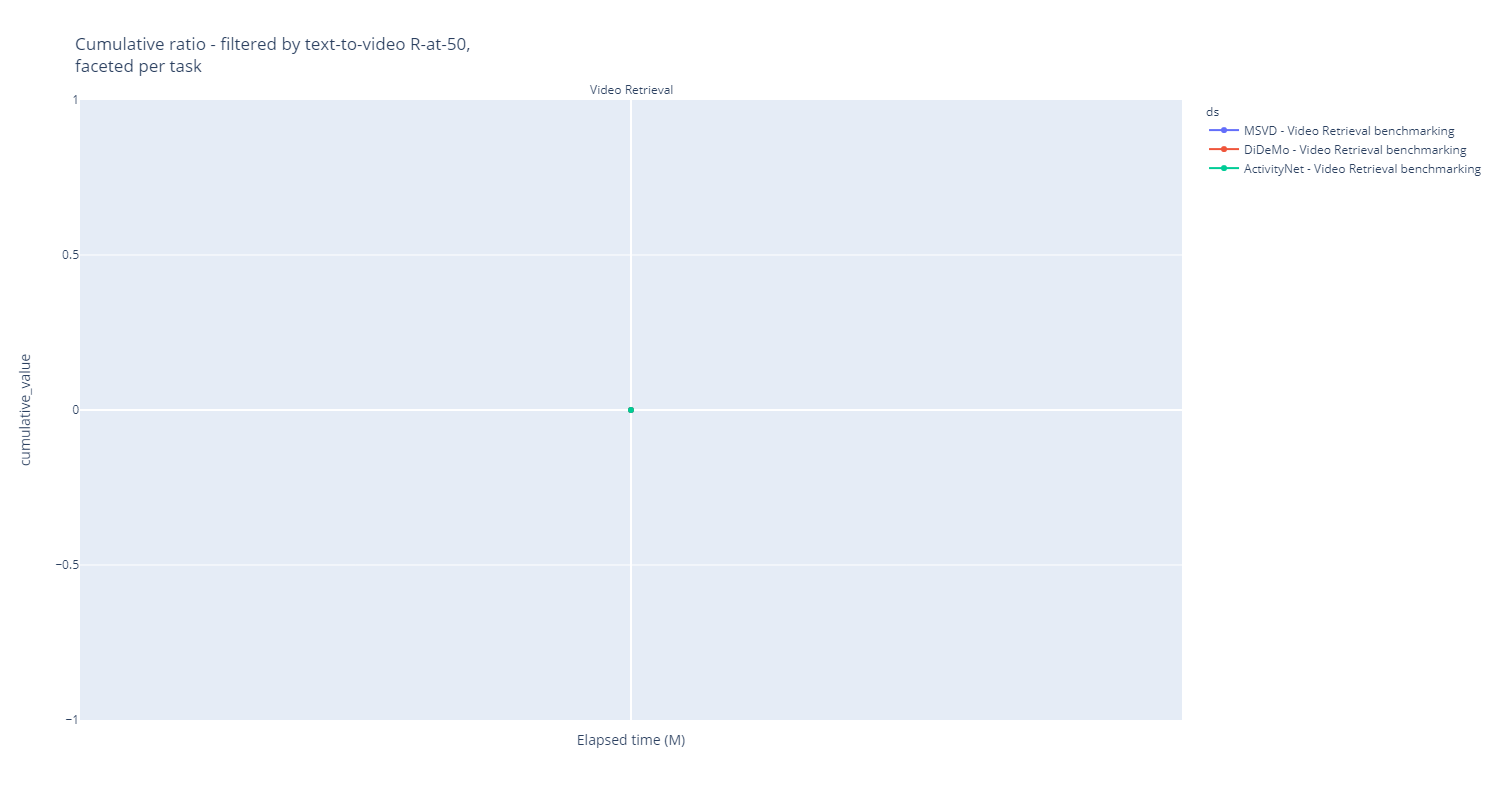 Cumulative ratio - filtered by text-to-video R-at-50,
faceted per task
Video Retrieval
1
0.5
0
−0.5
−1
cumulative_value
Elapsed time (M)
ds
MSVD - Video Retrieval benchmarking
DiDeMo - Video Retrieval benchmarking
ActivityNet - Video Retrieval benchmarking